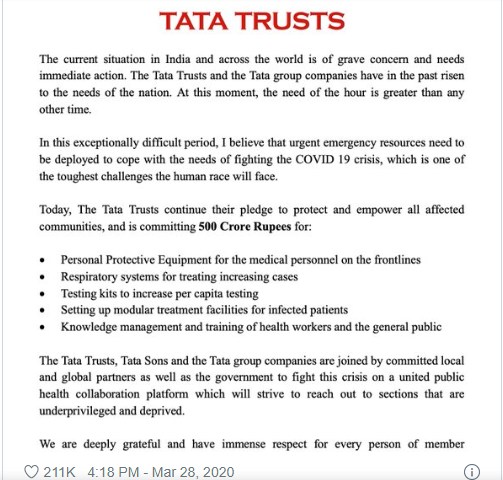 TATA TRUSTS
The current situation in India and across the world is of grave concern and needs
immediate action. The Tata Trusts and the Tata group companies have in the past risen
to the needs of the nation. At this moment, the need of the hour is greater than any
other time.
In this exceptionally difficult period, I believe that urgent emergency resources need to
be deployed to cope with the needs of fighting the COVID 19 crisis, which is one of
the toughest challenges the human race will face.
Today, The Tata Trusts continue their pledge to protect and empower all affected
communities, and is committing 500 Crore Rupees for:
• Personal Protective Equipment for the medical personnel on the frontlines
• Respiratory systems for treating increasing cases
• Testing kits to increase per capita testing
• Setting up modular treatment facilities for infected patients
• Knowledge management and training of health workers and the general public
The Tata Trusts, Tata Sons and the Tata group companies are joined by committed local
and global partners as well as the government to fight this crisis on a united public
health collaboration platform which will strive to reach out to sections that are
underprivileged and deprived.
We are deeply grateful and have immense respect for every person of member
211K 4:18 PM - Mar 28, 2020